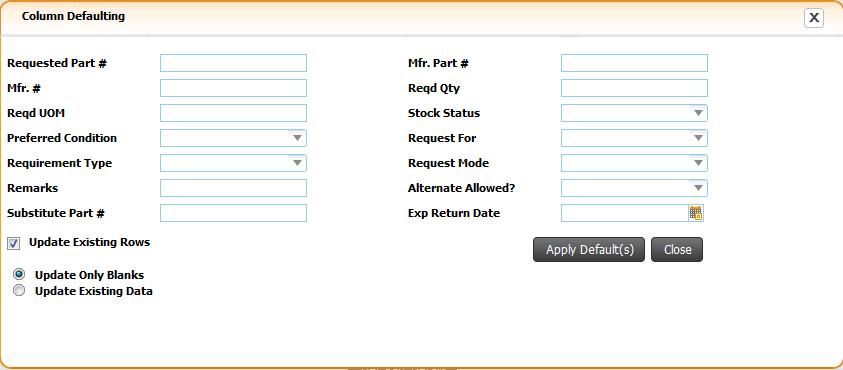 Column Defaulting
X
Requested Part #
Mfr. Part #
Mfr. #
Reqd Qty
Reqd UOM
Stock Status
Preferred Condition
Request For
Requirement Type
Request Mode
Remarks
Alternate Allowed?
Substitute Part #
Exp Return Date
Update Existing Rows
Apply Default(s)
Close
Update Only Blanks
Update Existing Data